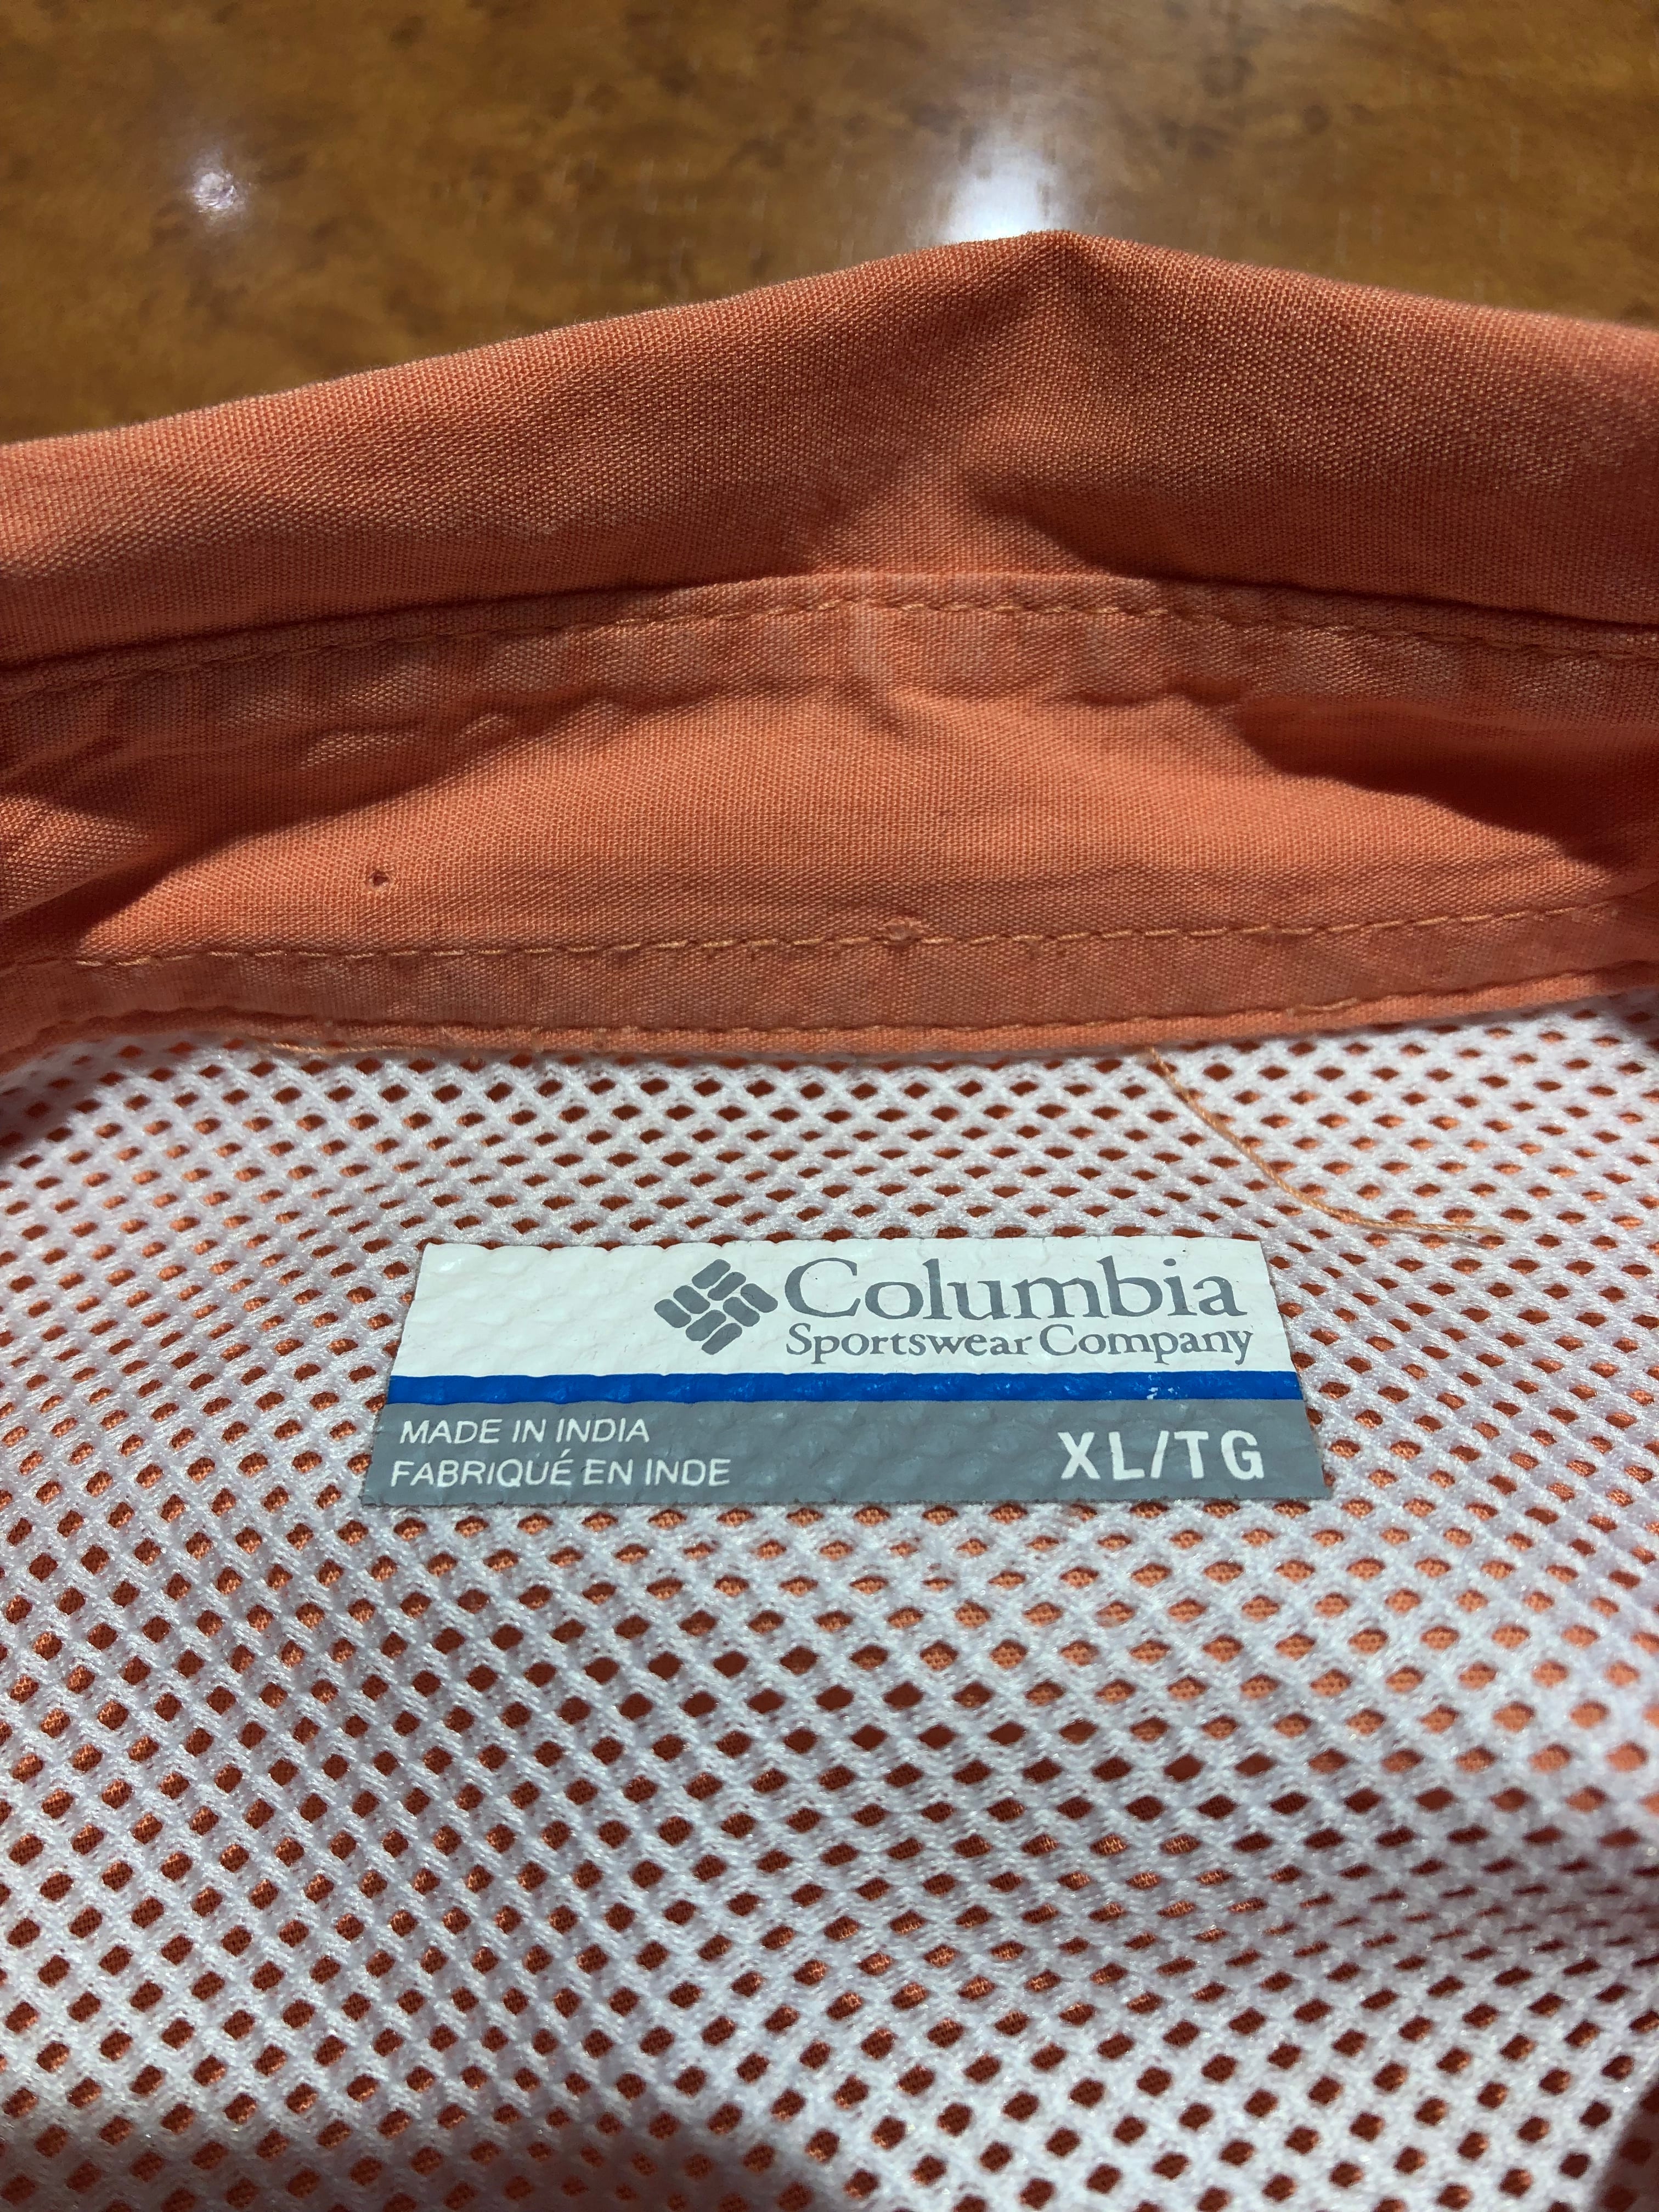 Columbia
Sportswear Company
MADE IN INDIA
FABRIQUÉ EN INDE
XL/TG